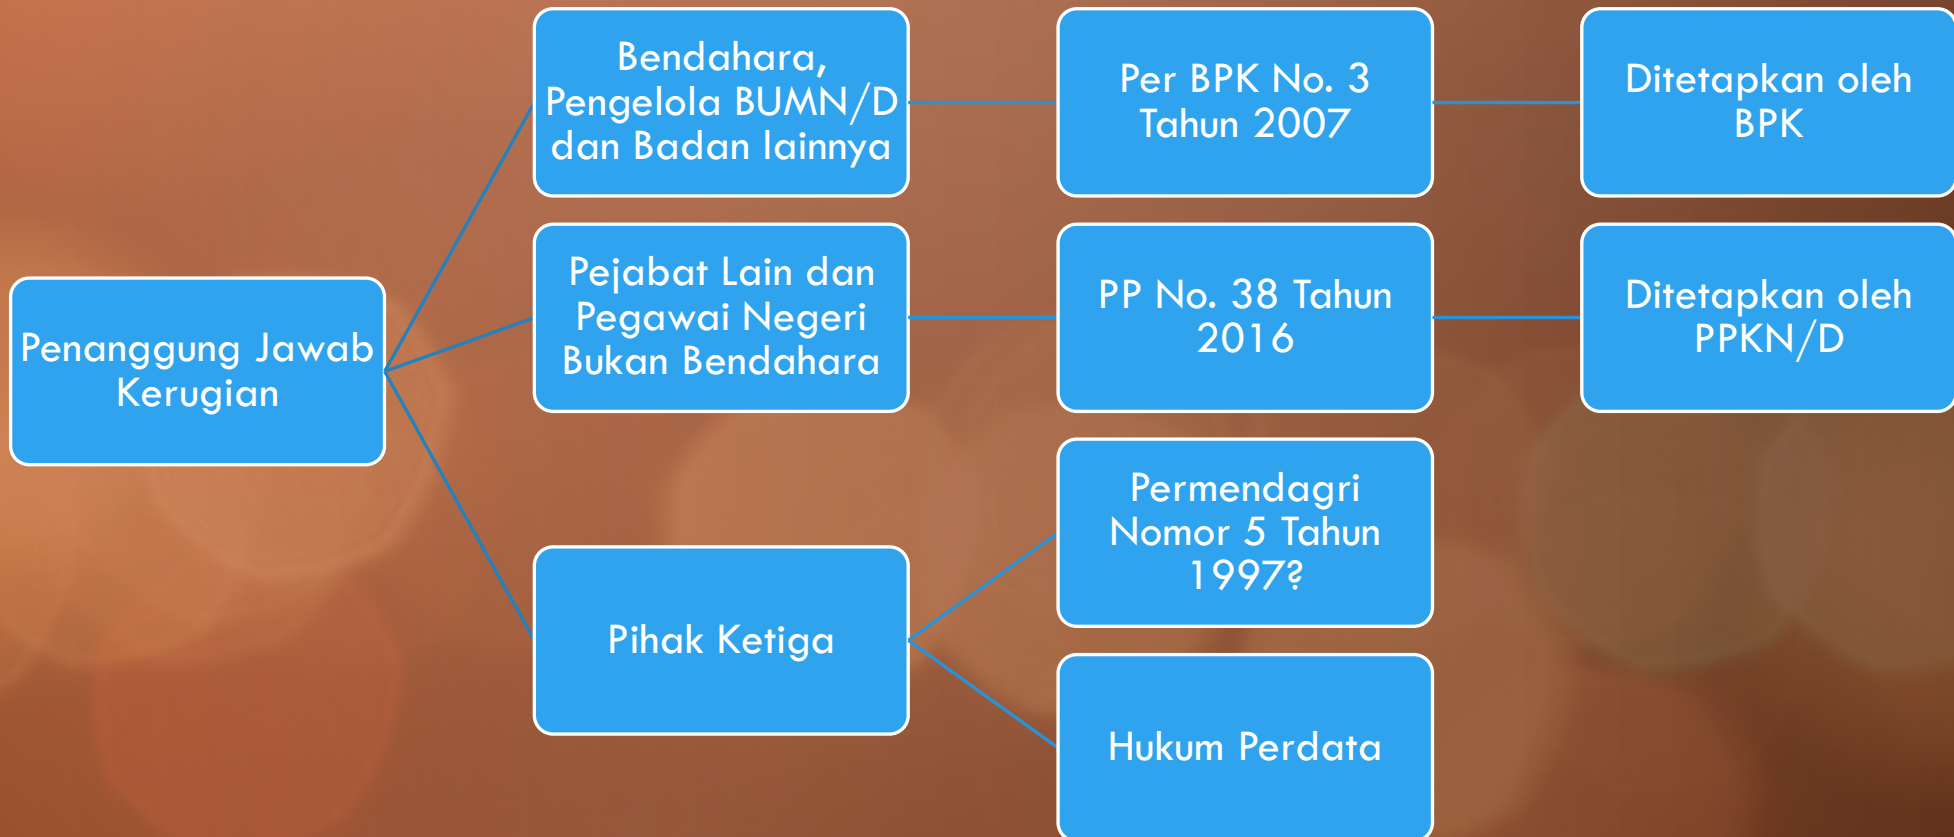 Penanggung Jawab
Kerugian
Bendahara,
Pengelola BUMN/D
dan Badan lainnya
Per BPK No. 3
Tahun 2007
Ditetapkan oleh
BPK
Pejabat Lain dan
Pegawai Negeri
Bukan Bendahara
PP No. 38 Tahun
2016
Ditetapkan oleh
PPKN/D
Pihak Ketiga
Permendagri
Nomor 5 Tahun
1997?
Hukum Perdata